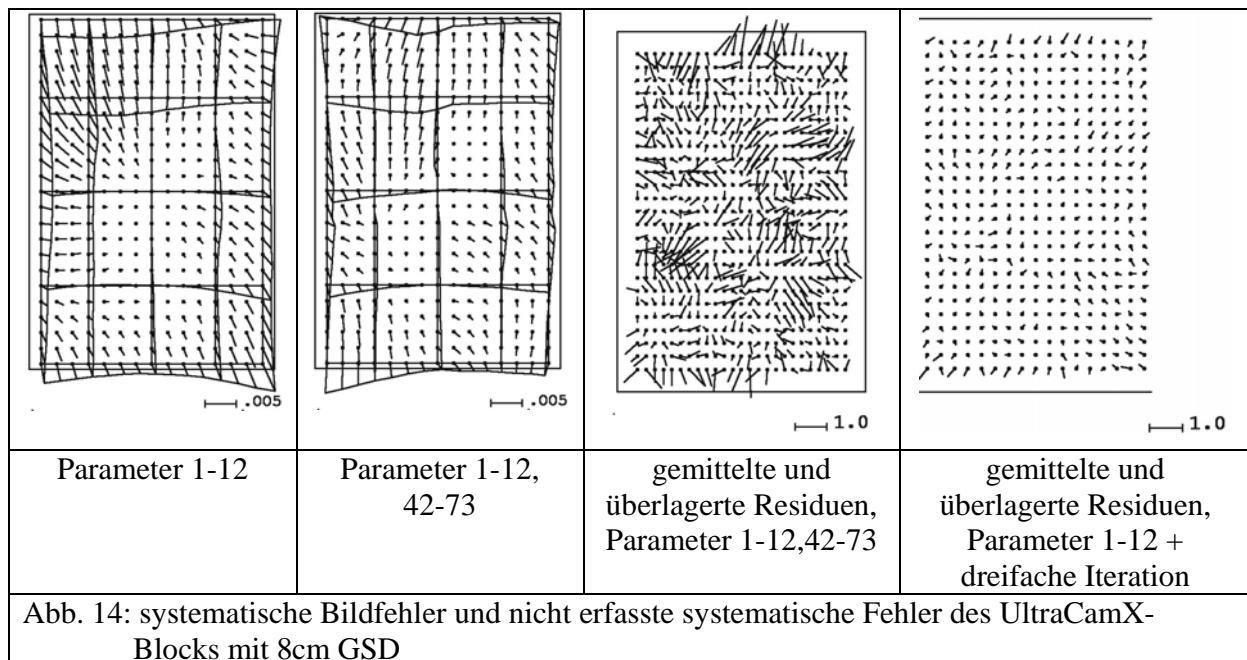 .005
.005
1.0
1.0
Parameter 1-12
Parameter 1-12,
42-73
gemittelte und
überlagerte Residuen,
Parameter 1-12,42-73
gemittelte und
überlagerte Residuen,
Parameter 1-12 +
dreifache Iteration
Abb. 14: systematische Bildfehler und nicht erfasste systematische Fehler des UltraCamX-
Blocks mit 8cm GSD